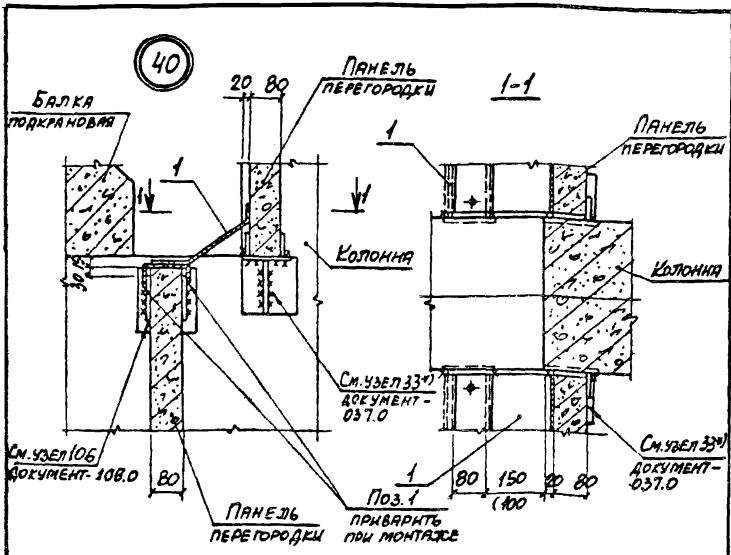 40
20 80
ПАНЕЛЬ
ПЕРЕГОРОДКИ
1-1
БАЛКА
ПОДКРАНОВАЯ
1
1
1
КОЛОННА
30
См. УЗЕЛ 33*)
ДОКУМЕНТ-
037.0
См. УЗЕЛ 106
ДОКУМЕНТ-108.0
80
ПАНЕЛЬ
ПЕРЕГОРОДКИ
ПОЗ. 1
ПРИВАРИТЬ
ПРИ МОНТАЖЕ
1
ПАНЕЛЬ
ПЕРЕГОРОДКИ
КОЛОННА
См. УЗЕЛ 33*)
ДОКУМЕНТ-
037.0
1
80 150 20 80
(100